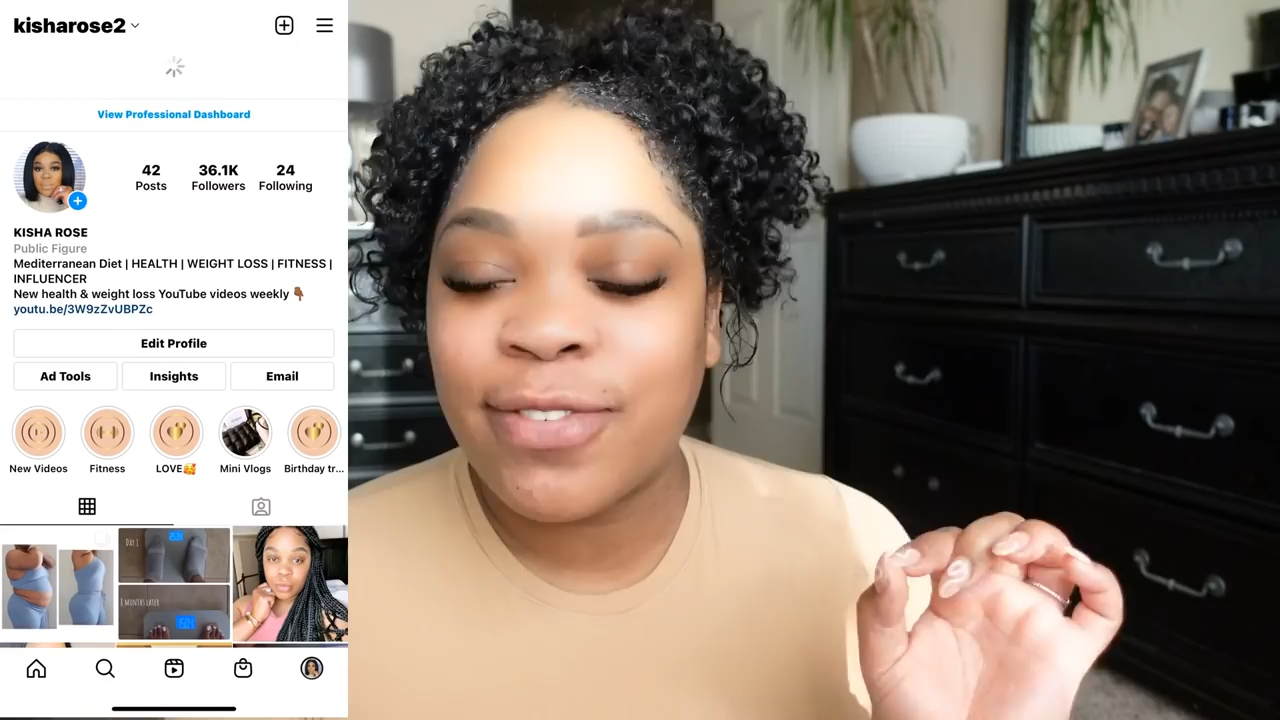 kisharose2
View Professional Dashboard
42 36.1K 24
Posts Followers Following
KISHA ROSE
Public Figure
Mediterranean Diet | HEALTH | WEIGHT LOSS | FITNESS |
INFLUENCER
New health & weight loss YouTube videos weekly 👇🏾
youtu.be/3W9zZvUBPZc
Edit Profile
Ad Tools Insights Email
New Videos Fitness LOVE🥰 Mini Vlogs Birthday tr...
DAY 1
MONTHS LATER